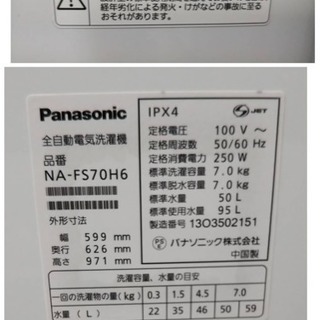 経年劣化による発火・けがなどの事故に至る
おそれがあります。
Panasonic
IPX4
JET
全自動電気洗濯機
品番
NA-FS70H6
定格電圧 100 V ～
定格周波数 50/60 Hz
定格消費電力 250 W
標準洗濯容量 7.0 kg
標準脱水容量 7.0 kg
標準水量 50 L
標準使用水量 95 L
製造番号 13O3502151
外形寸法
幅 599 mm
奥行 626 mm
高さ 971 mm
PS E パナソニック株式会社
中国製
洗濯容量、水量の目安
一回の洗濯物の量(kg) 0.3 1.5 4.5 7.0
水量 (L) 22 35 46 50 59